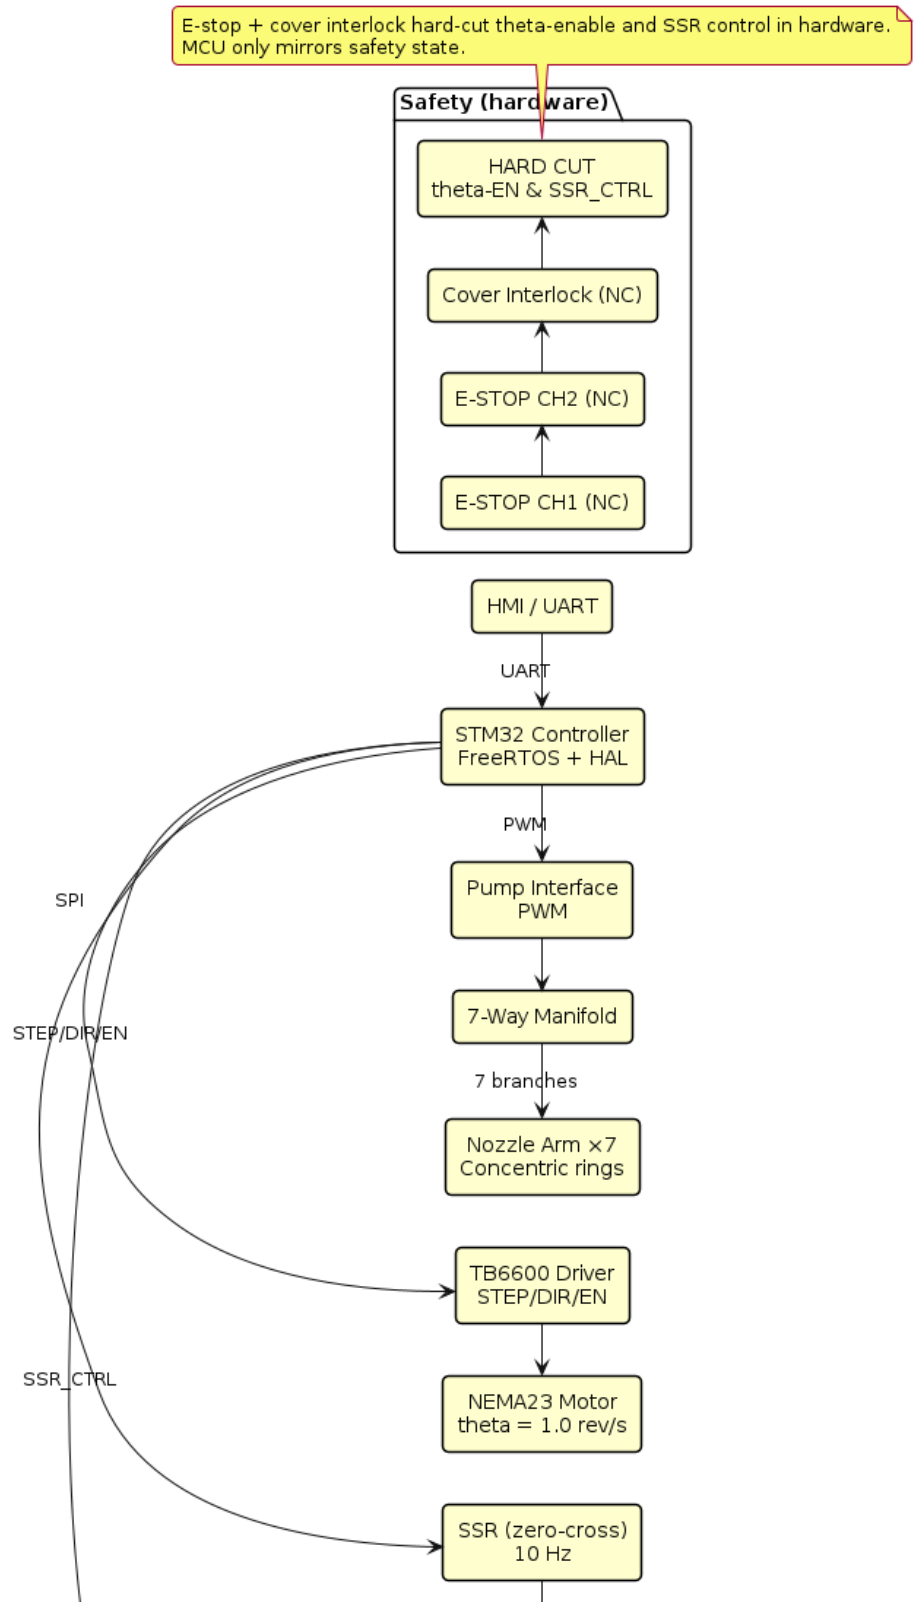 E-stop + cover interlock hard-cut theta-enable and SSR control in hardware.
MCU only mirrors safety state.
Safety (hardware)
HARD CUT
theta-EN & SSR_CTRL
Cover Interlock (NC)
E-STOP CH2 (NC)
E-STOP CH1 (NC)
HMI / UART
UART
STM32 Controller
FreeRTOS + HAL
PWM
Pump Interface
PWM
SPI
7-Way Manifold
STEP/DIR/EN
7 branches
Nozzle Arm ×7
Concentric rings
TB6600 Driver
STEP/DIR/EN
SSR_CTRL
NEMA23 Motor
theta = 1.0 rev/s
SSR (zero-cross)
10 Hz